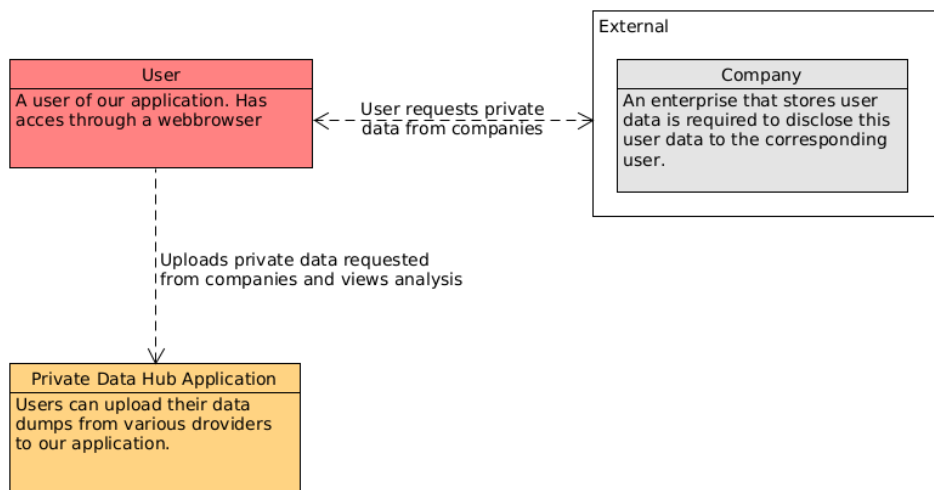 External
User
A user of our application. Has
acces through a webbrowser
User requests private
data from companies
Company
An enterprise that stores user
data is required to disclose this
user data to the corresponding
user.
Uploads private data requested
from companies and views analysis
Private Data Hub Application
Users can upload their data
dumps from various droviders
to our application.